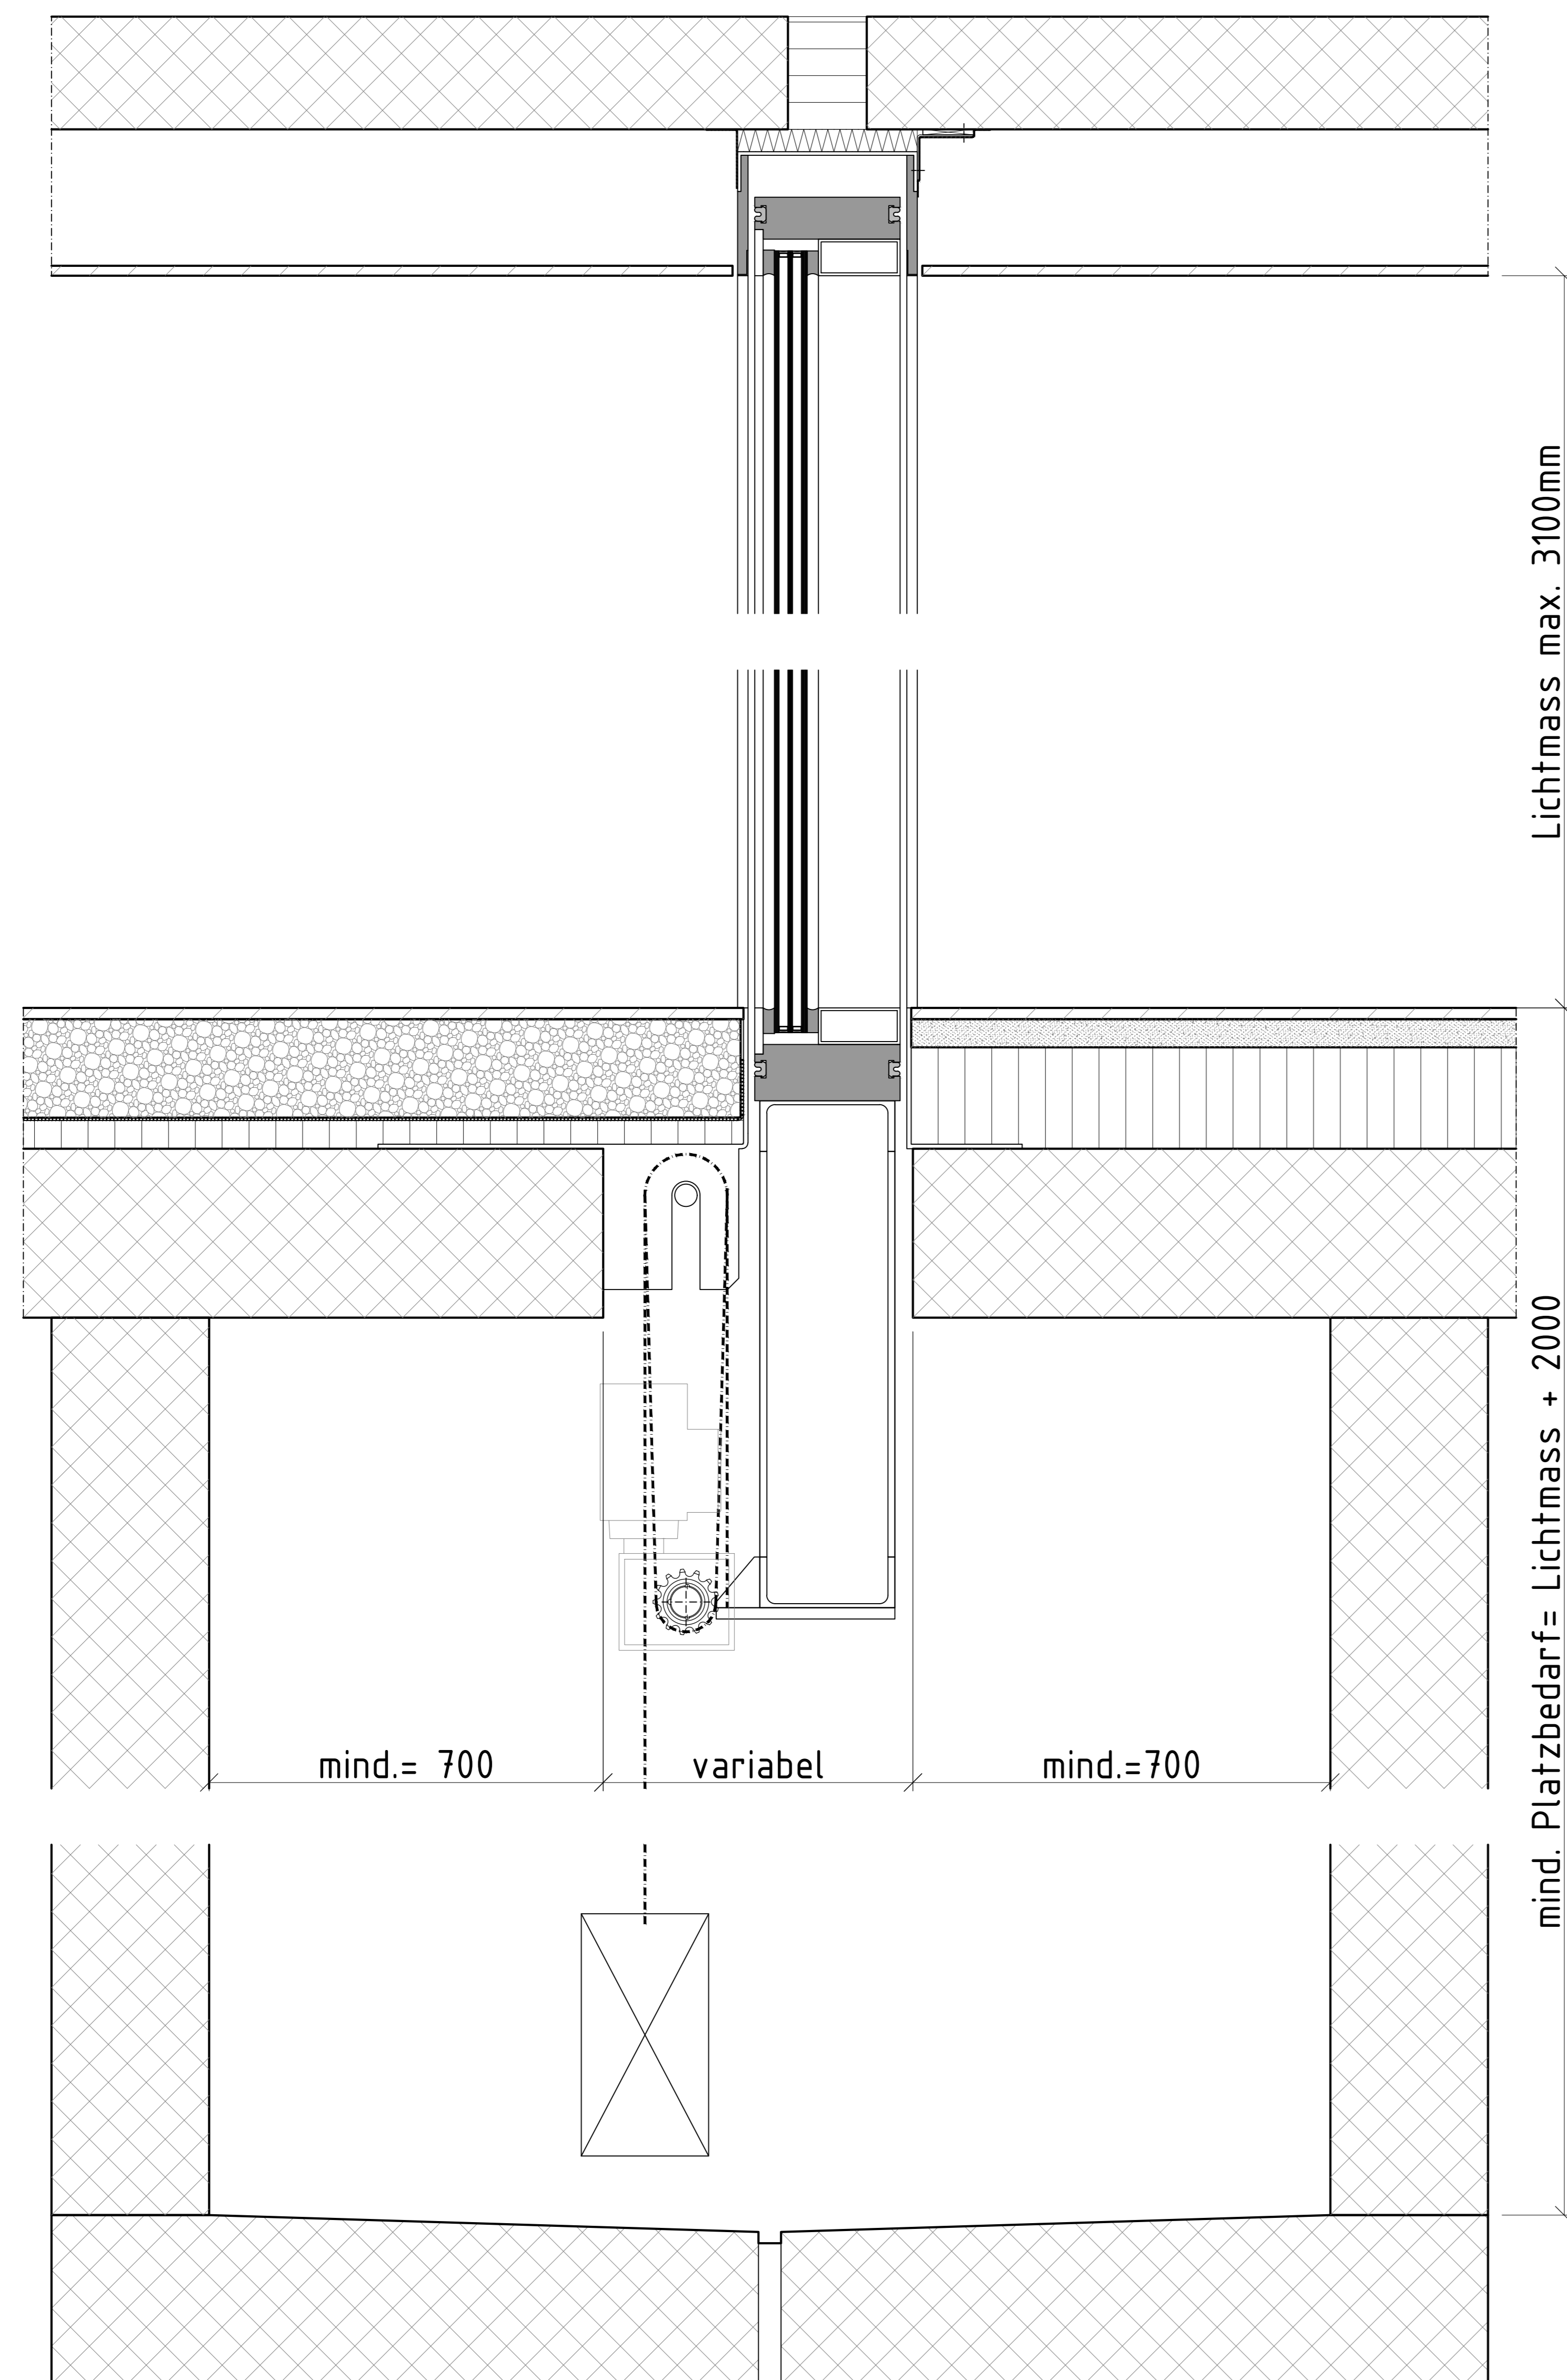 Lichtmass max. 3100mm
mind. Platzbedarf= Lichtmass + 2000
mind.= 700
variabel
mind.=700